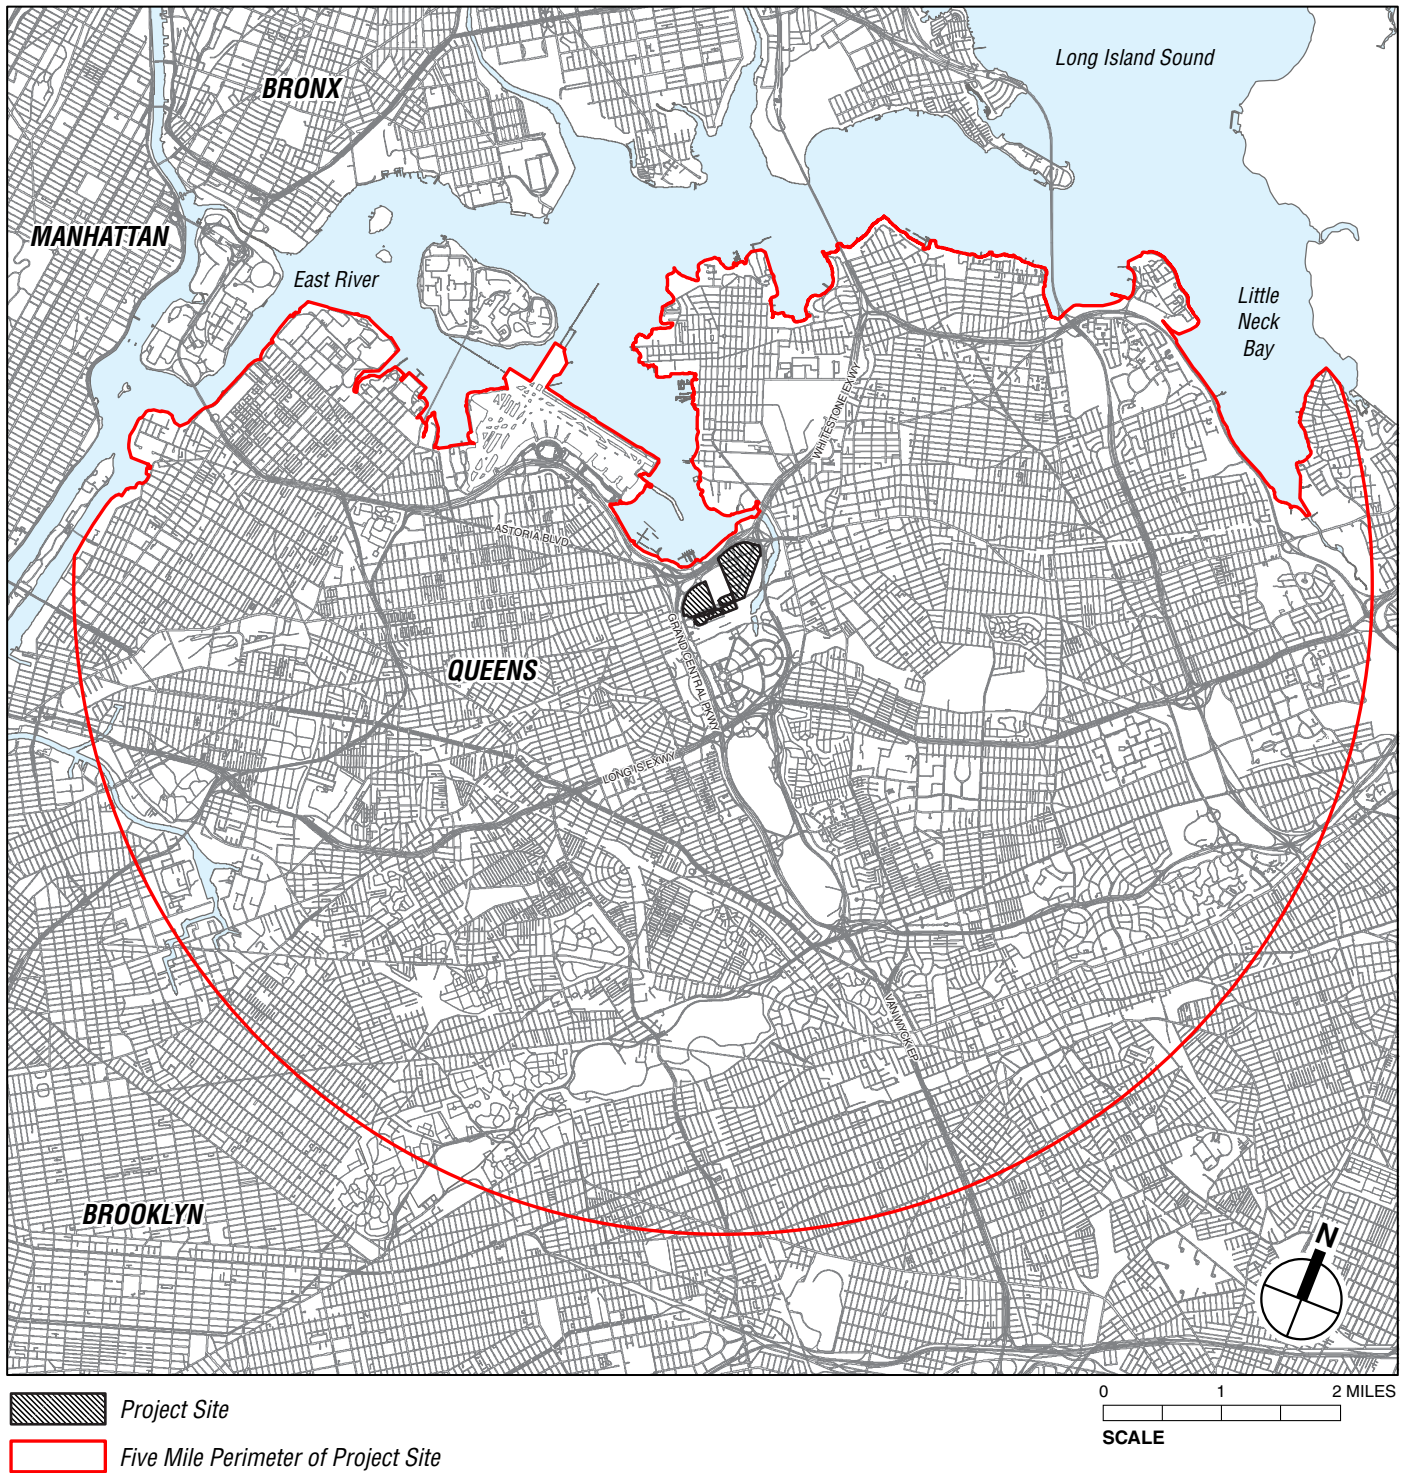 Long Island Sound
BRONX
MANHATTAN
East River
Little
Neck
Bay
WHITESTONE EXWY
ASTORIA BLVD
GRAND CENTRAL PKWY
QUEENS
LONG IS EXWY
VAN WYCK EP
BROOKLYN
N
0 1 2 MILES
SCALE
Project Site
Five Mile Perimeter of Project Site